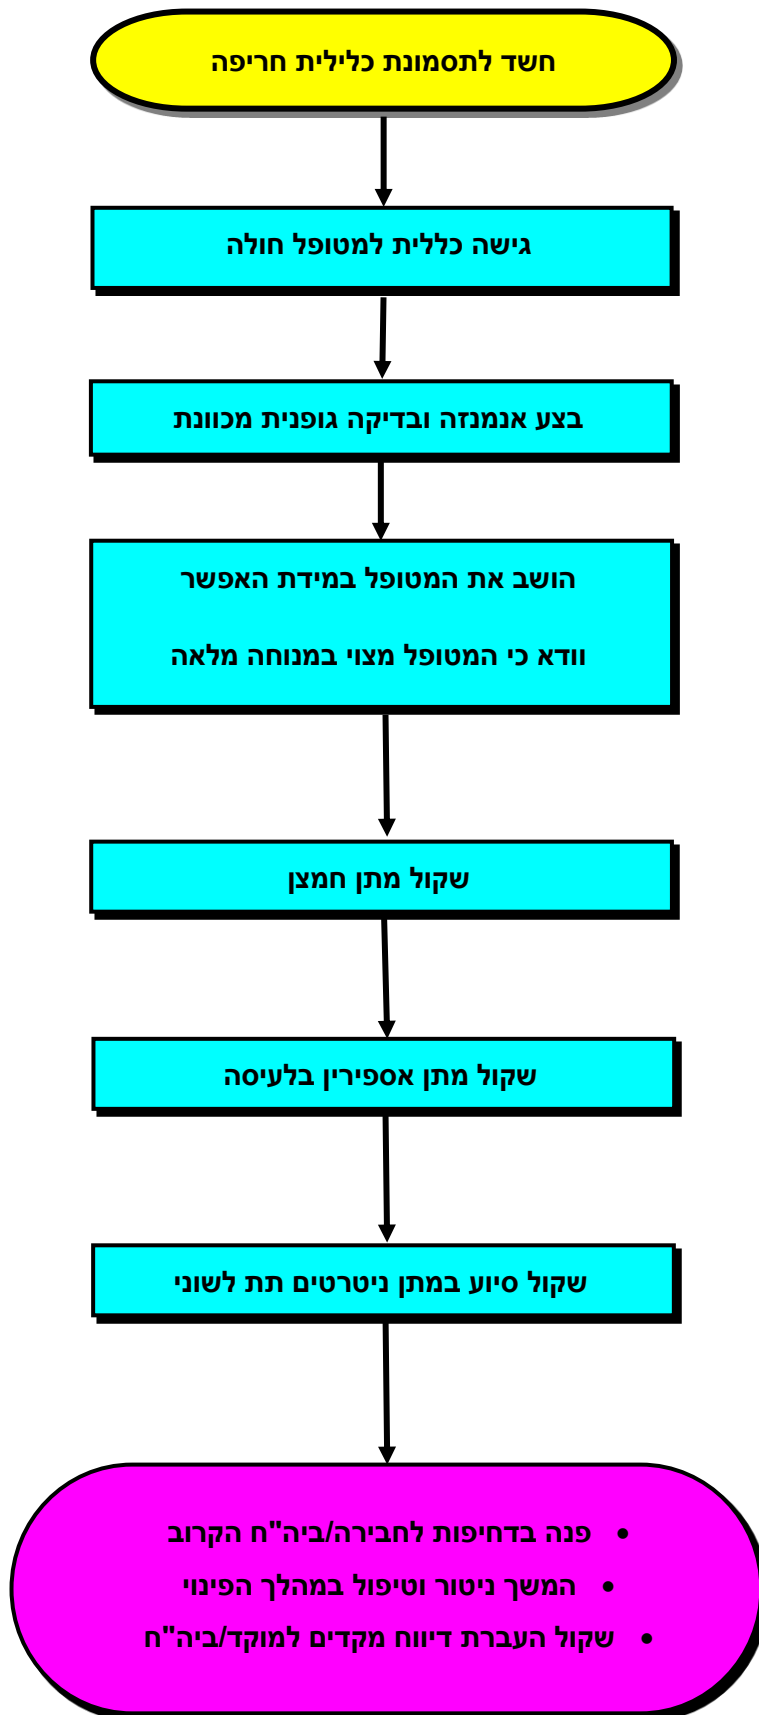 חשד לתסמונת כלילית חריפה
גישה כללית למטופל חולה
בצע אנמנזה ובדיקה גופנית מכוונת
הושב את המטופל במידת האפשר
וודא כי המטופל מצוי במנוחה מלאה
שקול מתן חמצן
שקול מתן אספירין בלעיסה
שקול סיוע במתן ניטרטים תת לשוני
• פנה בדחיפות לחבירה/ביה"ח הקרוב
• המשך ניטור וטיפול במהלך הפינוי
• שקול העברת דיווח מקדים למוקד/ביה"ח